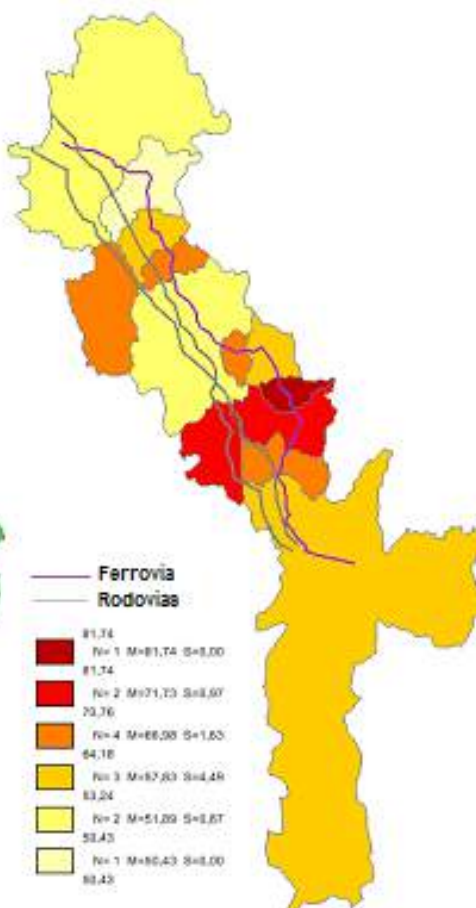 Ferrovia
Rodovias
81,74
N= 1 M=81,74 S=0,00
81,74
N= 2 M=71,73 S=0,97
70,76
N= 4 M=66,98 S=1,63
64,18
N= 3 M=57,83 S=4,49
53,24
N= 2 M=51,89 S=0,87
50,43
N= 1 M=50,43 S=0,00
50,43